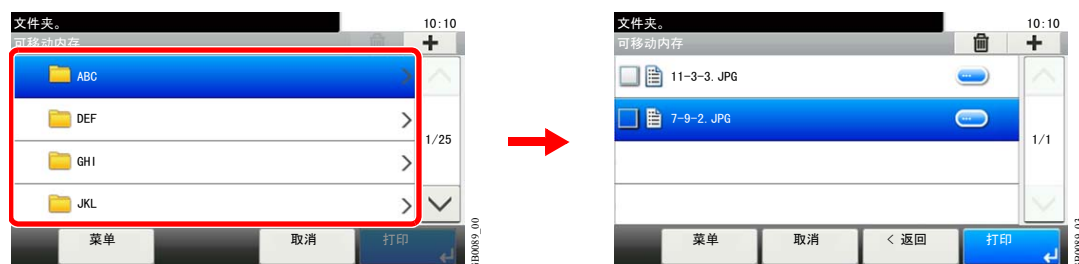 文件夹。 10:10
可移动内存
ABC
DEF
1/25
GHI
JKL
菜单 取消 打印
GB0089_00
文件夹。 10:10
可移动内存
11-3-3. JPG
7-9-2. JPG
1/1
菜单 取消 < 返回 打印
GB0089_03